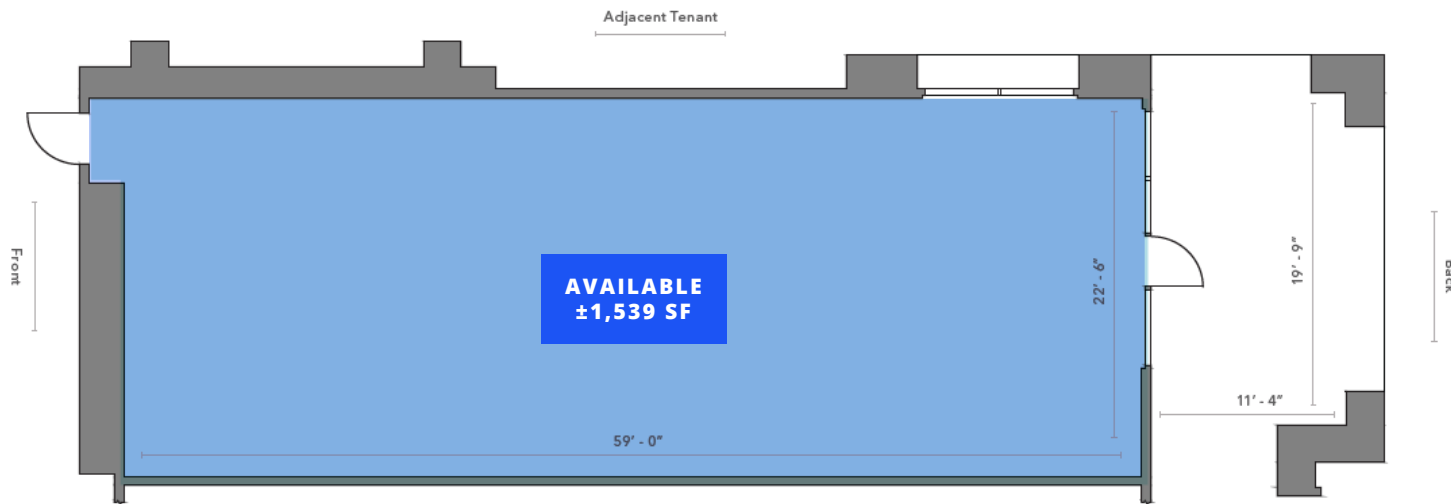 Adjacent Tenant
Front
AVAILABLE
±1,539 SF
22’ - 6”
19’ - 9”
Back
11’ - 4”
59’ - 0”